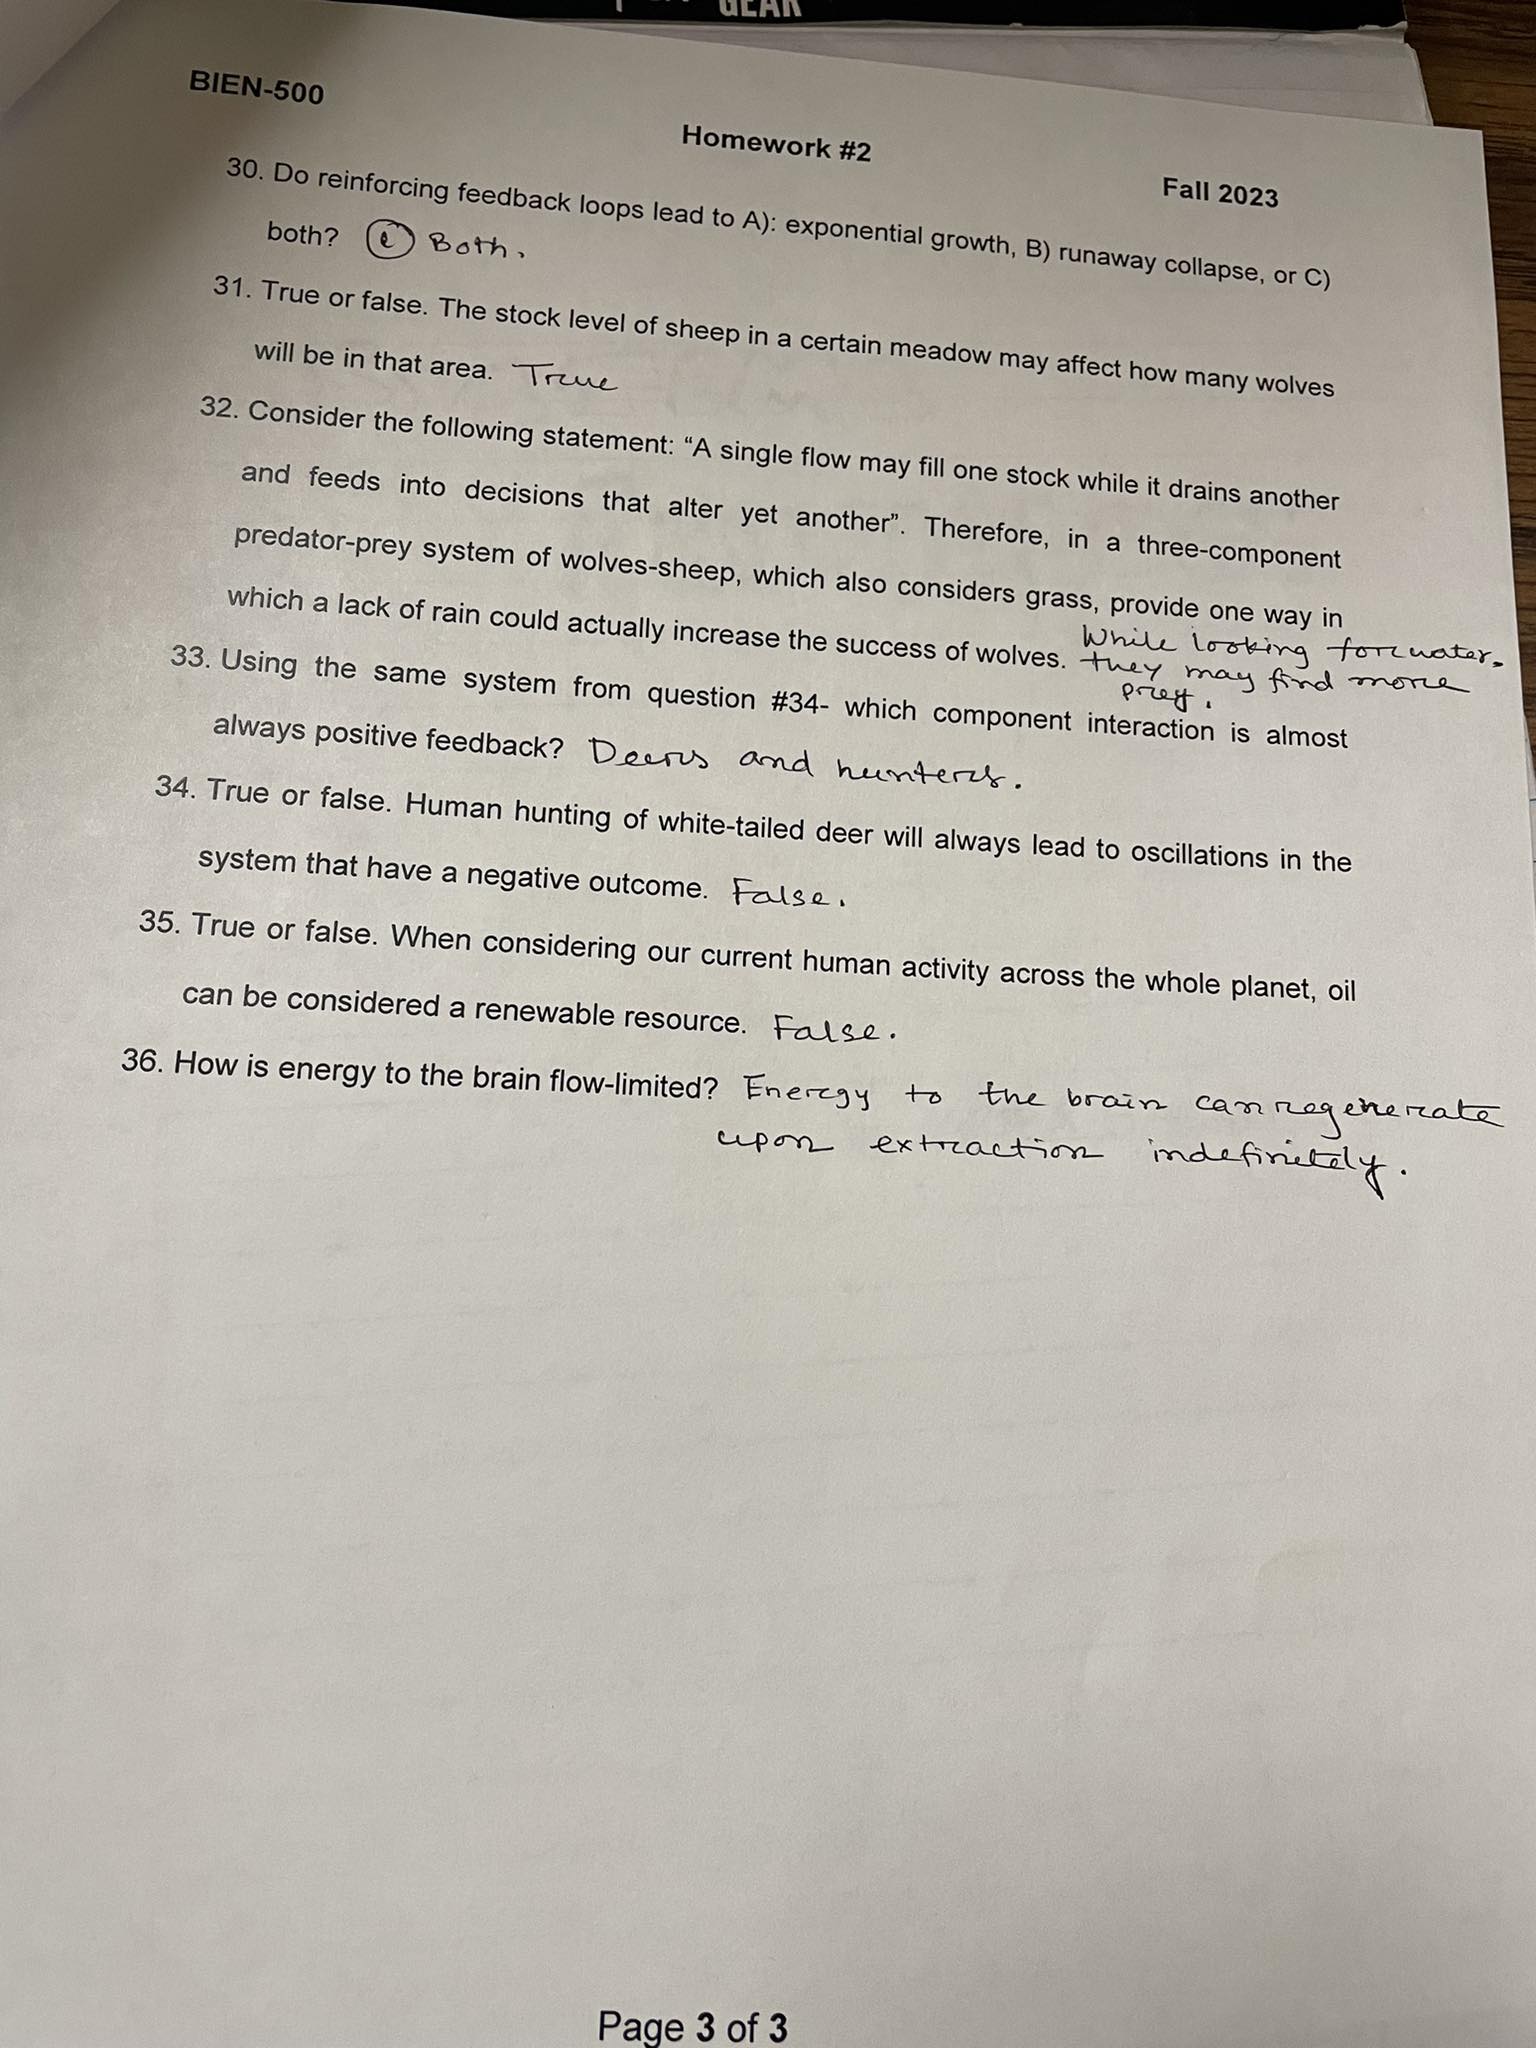 GEAR
BIEN-500
Homework #2
Fall 2023
30. Do reinforcing feedback loops lead to A): exponential growth, B) runaway collapse, or C)
both? C Both.
31. True or false. The stock level of sheep in a certain meadow may affect how many wolves
will be in that area. True
32. Consider the following statement: “A single flow may fill one stock while it drains another
and feeds into decisions that alter yet another”. Therefore, in a three-component
predator-prey system of wolves-sheep, which also considers grass, provide one way in
which a lack of rain could actually increase the success of wolves. While looking for water,
they may find more
prey.
33. Using the same system from question #34- which component interaction is almost
always positive feedback? Deers and hunters.
34. True or false. Human hunting of white-tailed deer will always lead to oscillations in the
system that have a negative outcome. False.
35. True or false. When considering our current human activity across the whole planet, oil
can be considered a renewable resource. False.
36. How is energy to the brain flow-limited? Energy to the brain can regenerate
upon extraction indefinitely.
Page 3 of 3